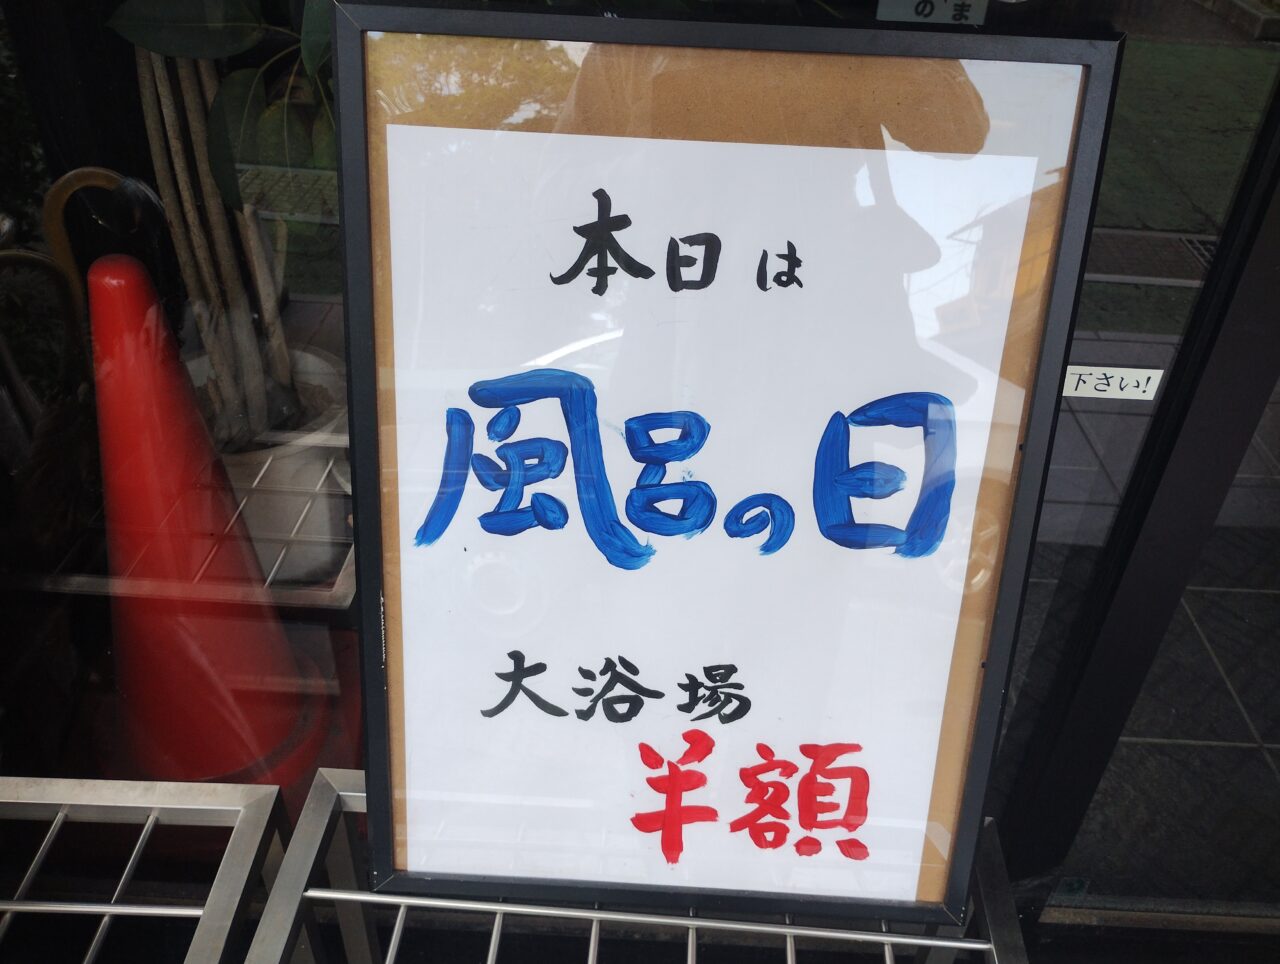 本日は
風呂の日
大浴場
半額
下さい!